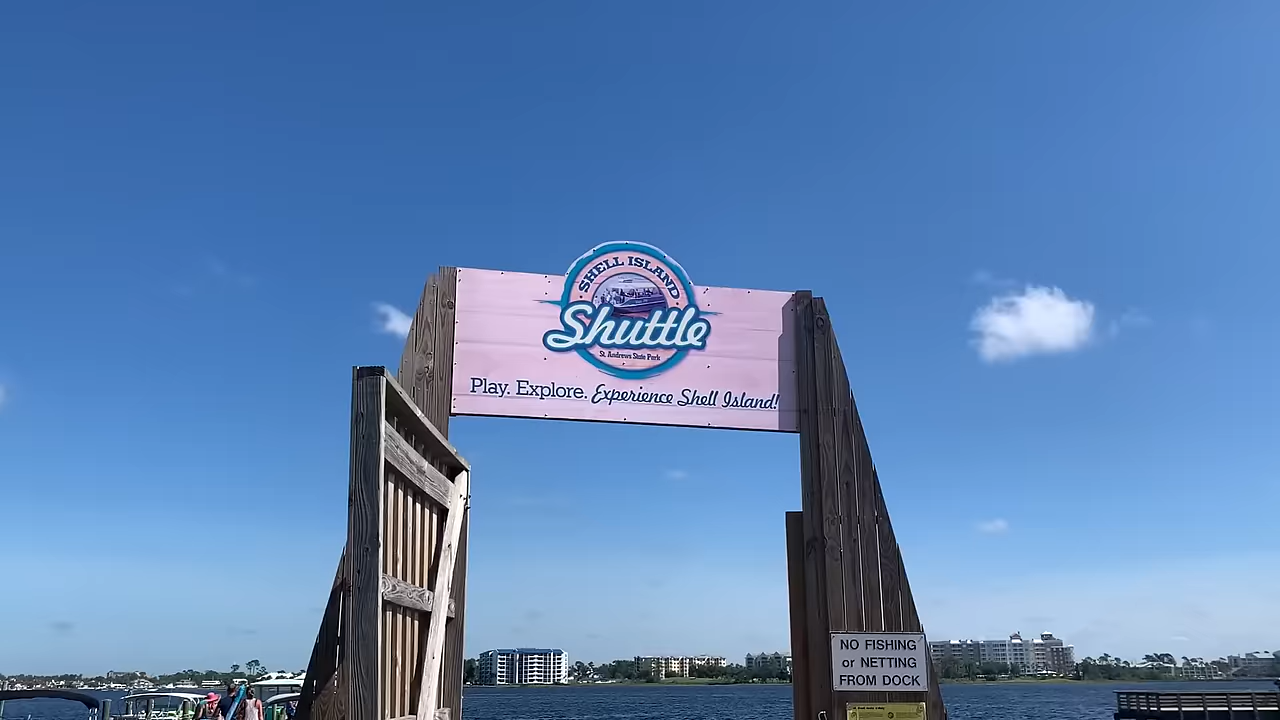 SHELL ISLAND
Shuttle
St. Andrews State Park
Play. Explore. Experience Shell Island!
NO FISHING
or NETTING
FROM DOCK